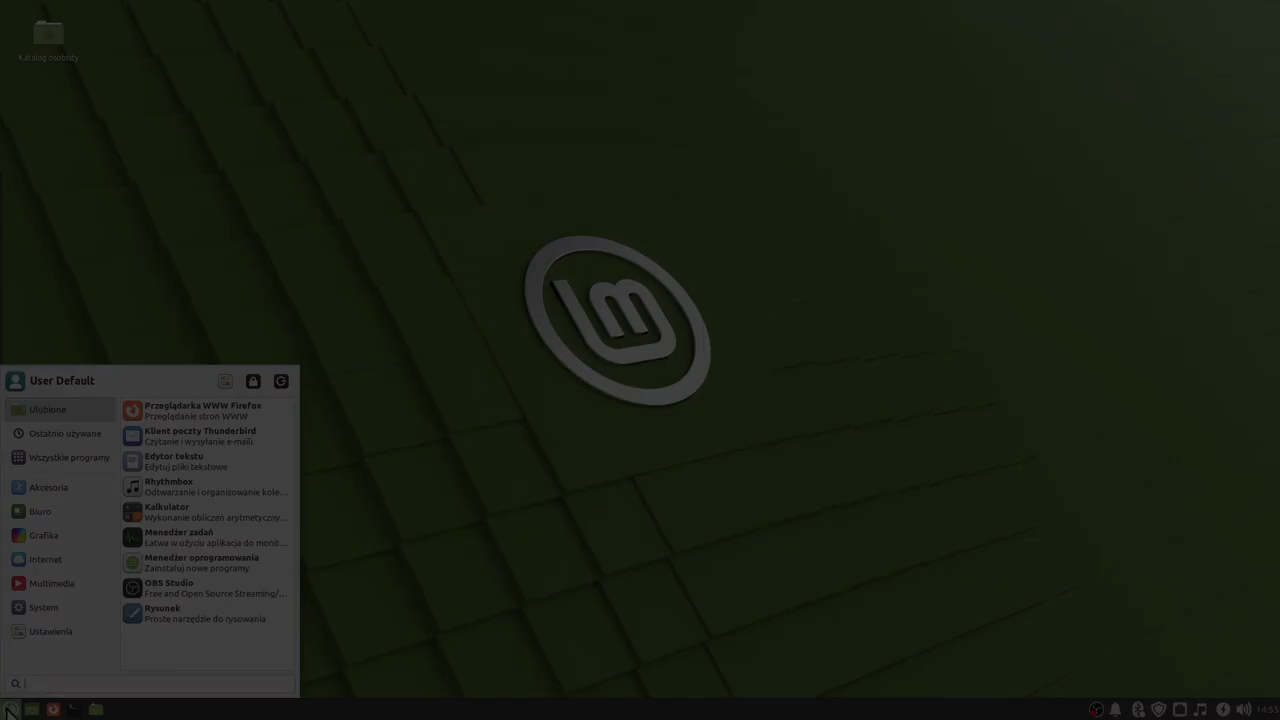 Katalog osobisty
User Default
Ulubione
Ostatnio używane
Wszystkie programy
Akcesoria
Biuro
Grafika
Internet
Multimedia
System
Ustawienia
Przeglądarka WWW Firefox
Przeglądanie stron WWW
Klient poczty Thunderbird
Czytanie i wysyłanie e-maili
Edytor tekstu
Edytuj pliki tekstowe
Rhythmbox
Odtwarzanie i organizowanie kole...
Kalkulator
Wykonanie obliczeń arytmetyczny...
Menedżer zadań
Łatwa w użyciu aplikacja do monit...
Menedżer oprogramowania
Zainstaluj nowe programy
OBS Studio
Free and Open Source Streaming/...
Rysunek
Proste narzędzie do rysowania
14:55